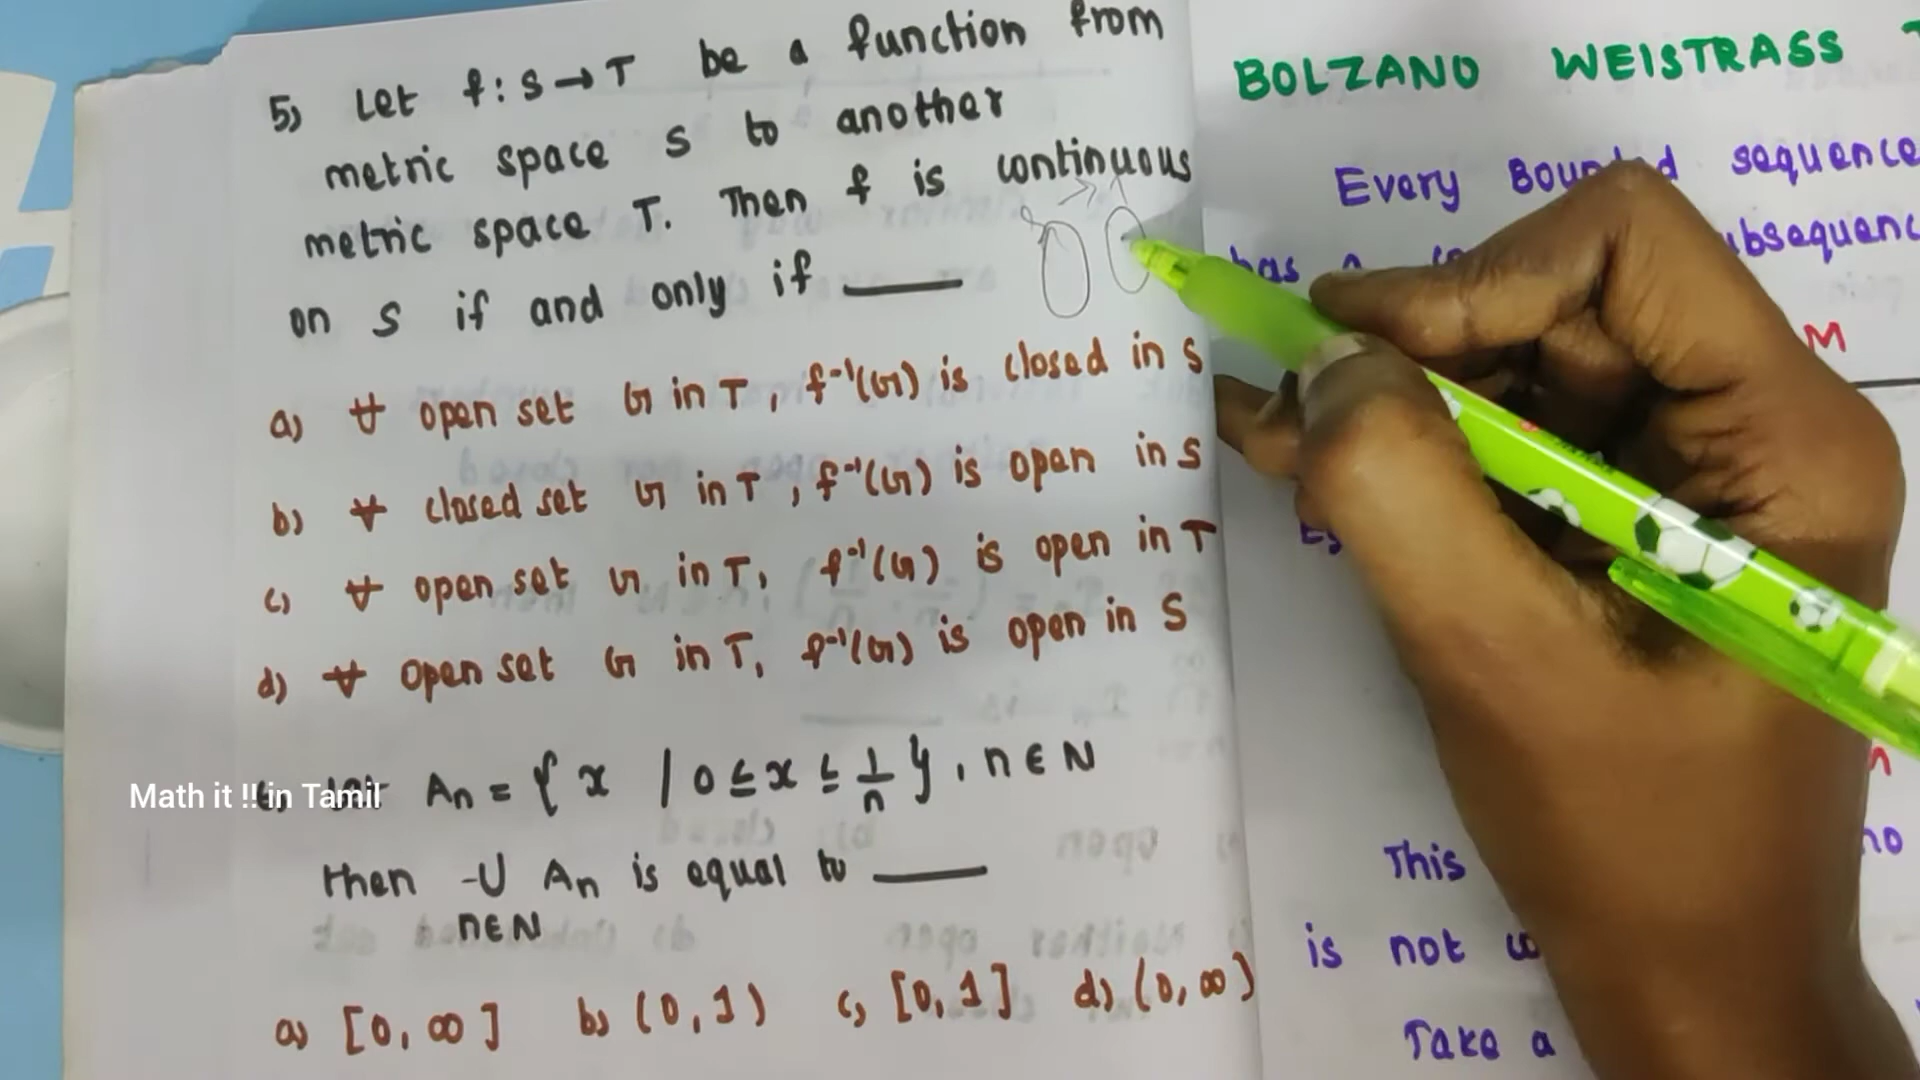 5) Let f : S → T be a function from
metric space S to another
metric space T. Then f is continuous
on S if and only if ____
a) ∀ open set G in T, f⁻¹(G) is closed in S
b) ∀ closed set G in T, f⁻¹(G) is open in S
c) ∀ open set G in T, f⁻¹(G) is open in T
d) ∀ open set G in T, f⁻¹(G) is open in S
Math it !! in Tamil
An = { x / 0 ≤ x ≤ 1/n }, n ∈ N
then ∪ An is equal to ____
n∈N
a) [0, ∞] b) (0, 1) c) [0, 1] d) (0, ∞)
BOLZANO WEISTRASS
Every Bounded sequence
has
This
is not
Take a